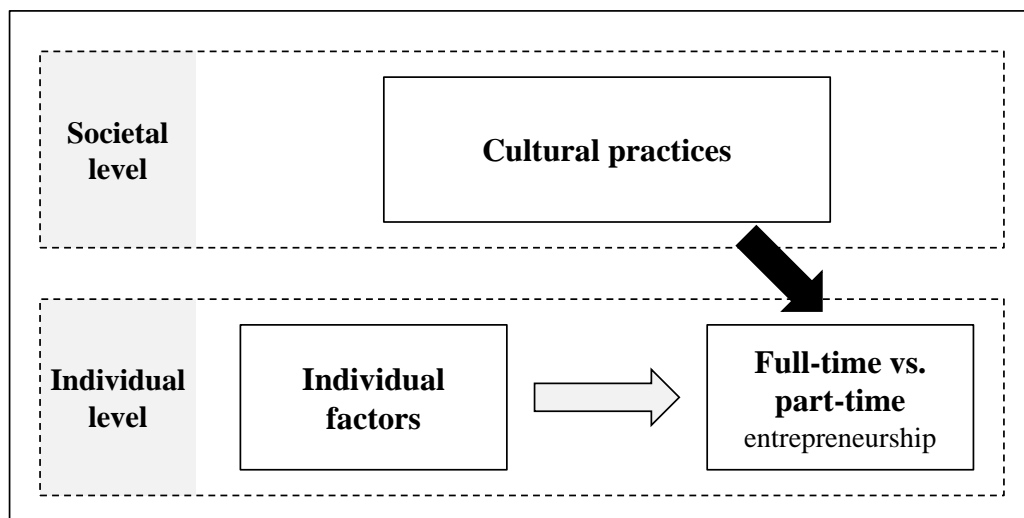 Societal
level
Cultural practices
Individual
level
Individual
factors
Full-time vs.
part-time
entrepreneurship